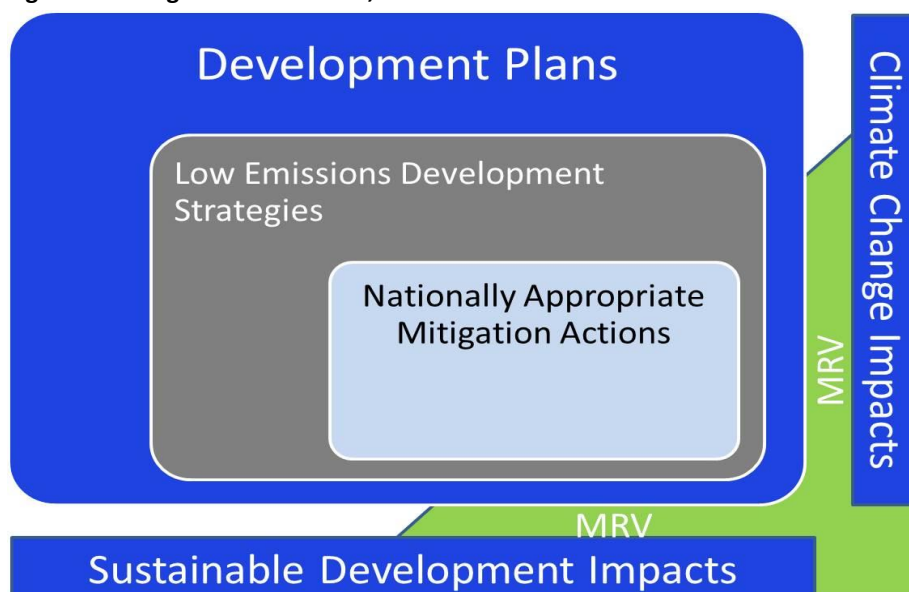 Development Plans
Low Emissions Development
Strategies
Nationally Appropriate
Mitigation Actions
Climate Change Impacts
MRV
MRV
Sustainable Development Impacts